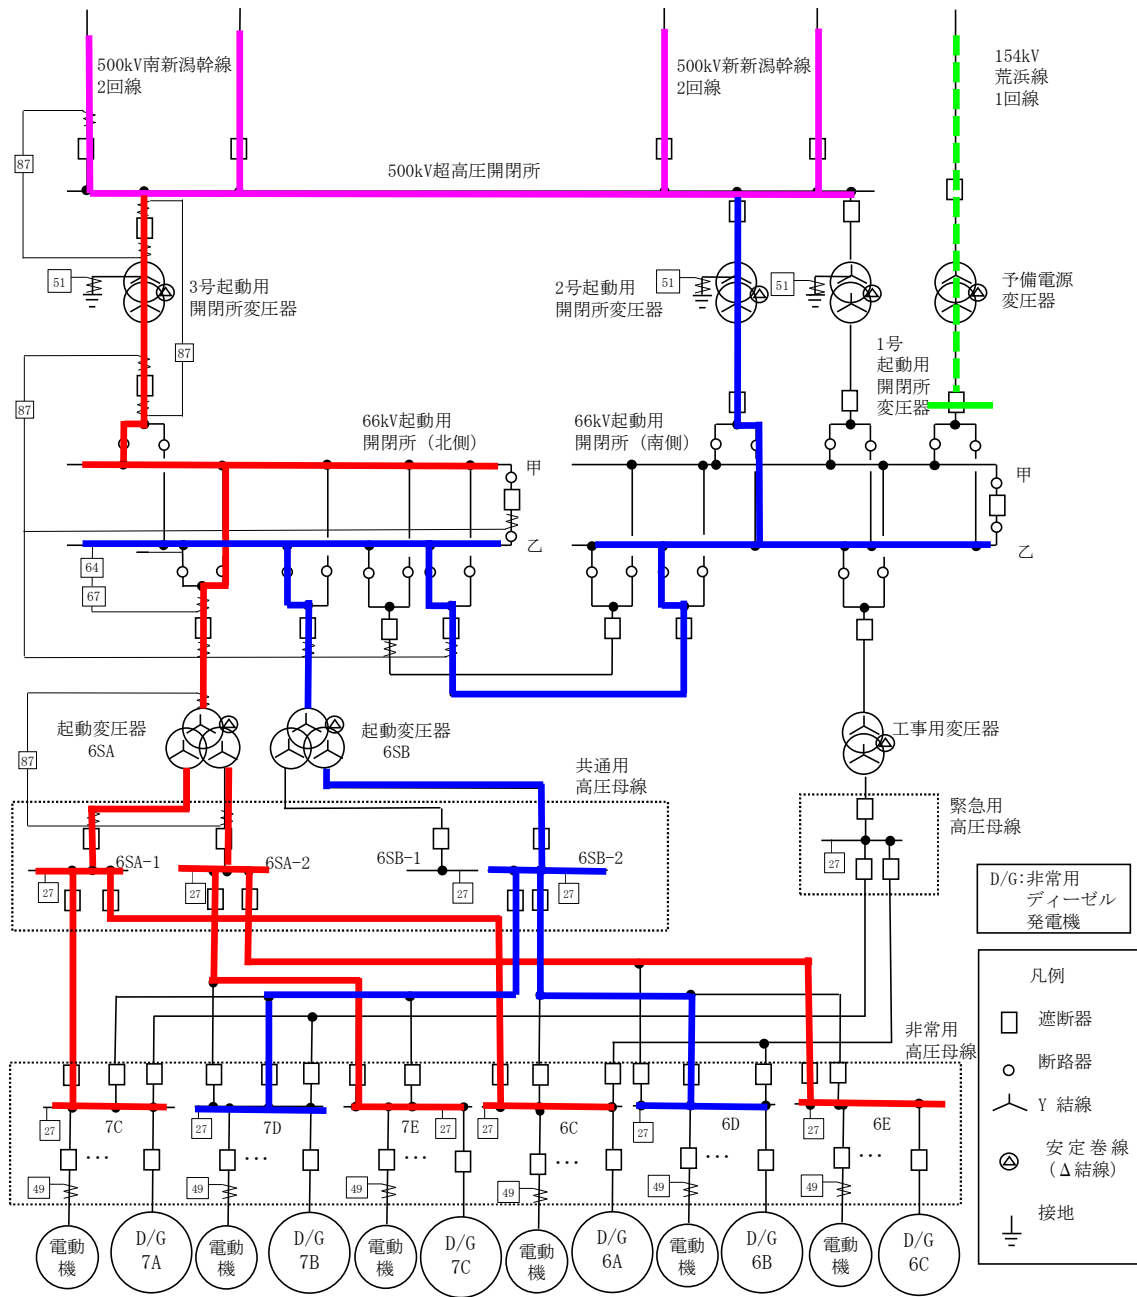 500kV南新潟幹線
2回線
500kV新新潟幹線
2回線
154kV
荒浜線
1回線
87
500kV超高圧開閉所
51
3号起動用
開閉所変圧器
2号起動用
開閉所変圧器
51
51
予備電源
変圧器
87
1号
起動用
開閉所
変圧器
87
66kV起動用
開閉所（北側）
66kV起動用
開閉所（南側）
甲
甲
乙
乙
64
67
起動変圧器
6SA
起動変圧器
6SB
工事用変圧器
87
共通用
高圧母線
緊急用
高圧母線
6SA-1
6SA-2
6SB-1
6SB-2
27
27
27
27
27
D/G:非常用
ディーゼル
発電機
凡例
遮断器
断路器
Y 結線
安定巻線
(Δ結線)
接地
非常用
高圧母線
27
7C
27
7D
7E
27
27
6C
27
6D
27
6E
…
…
…
…
…
49
49
49
49
49
49
電動
機
D/G
7A
電動
機
D/G
7B
電動
機
D/G
7C
電動
機
D/G
6A
電動
機
D/G
6B
電動
機
D/G
6C